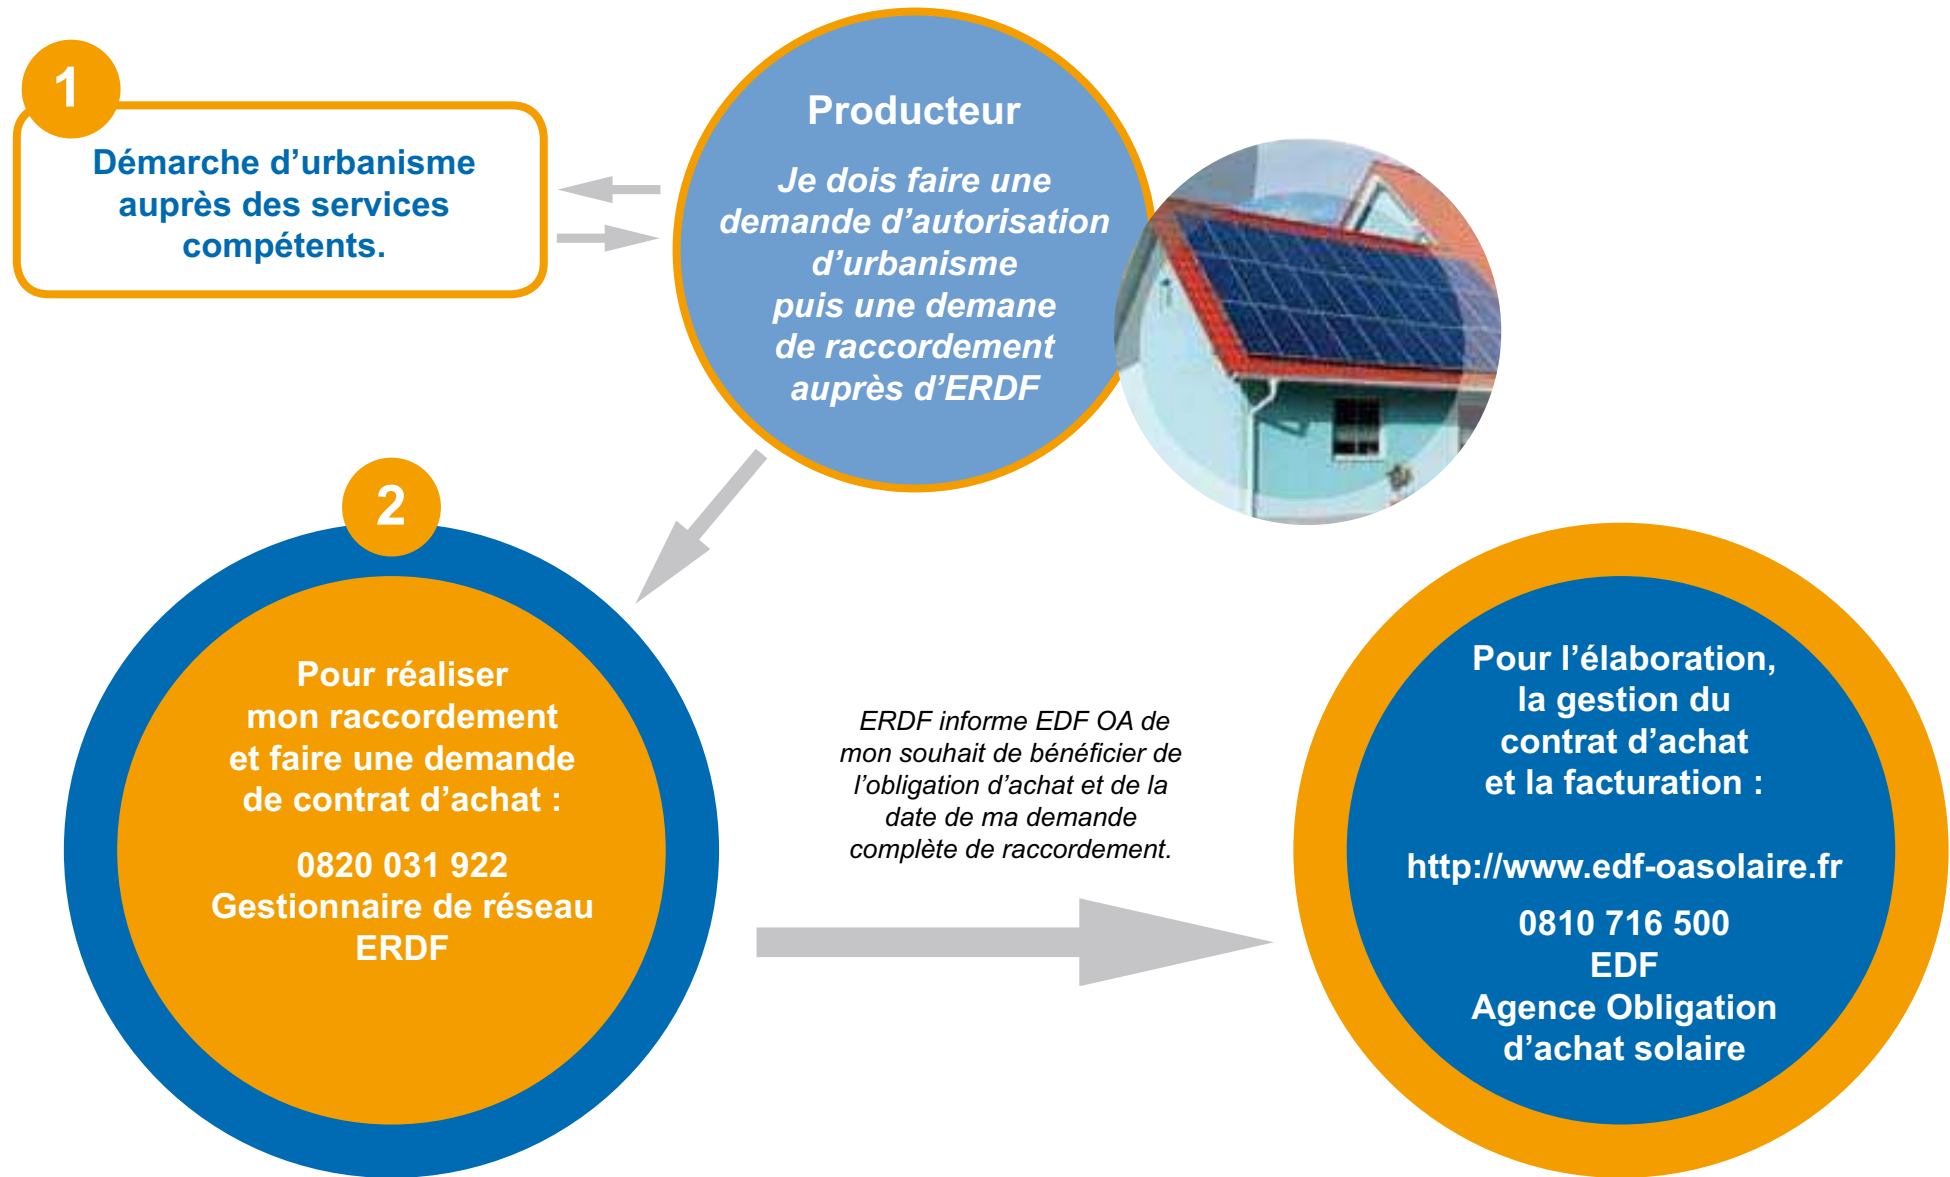 1
Démarche d’urbanisme
auprès des services
compétents.
Producteur
Je dois faire une
demande d’autorisation
d’urbanisme
puis une demane
de raccordement
auprès d’ERDF
2
Pour réaliser
mon raccordement
et faire une demande
de contrat d’achat :
0820 031 922
Gestionnaire de réseau
ERDF
ERDF informe EDF OA de
mon souhait de bénéficier de
l’obligation d’achat et de la
date de ma demande
complète de raccordement.
Pour l’élaboration,
la gestion du
contrat d’achat
et la facturation :
http://www.edf-oasolaire.fr
0810 716 500
EDF
Agence Obligation
d’achat solaire